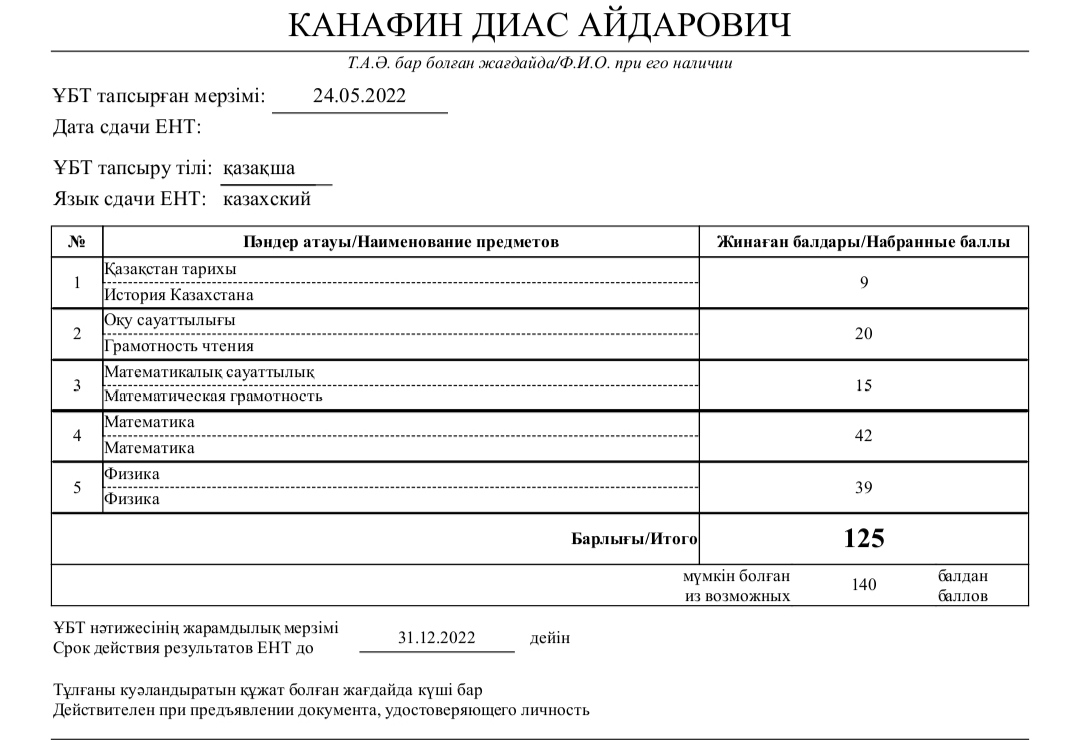 КАНАФИН ДИАС АЙДАРОВИЧ
Т.А.Ә. бар болған жағдайда/Ф.И.О. при его наличии
ҰБТ тапсырған мерзімі: 24.05.2022
Дата сдачи ЕНТ:
ҰБТ тапсыру тілі: қазақша
Язык сдачи ЕНТ: казахский
№ Пәндер атауы/Наименование предметов Жинаған балдары/Набранные баллы
1 Қазақстан тарихы 9
История Казахстана
2 Оқу сауаттылығы 20
Грамотность чтения
3 Математикалық сауаттылық 15
Математическая грамотность
4 Математика 42
Математика
5 Физика 39
Физика
Барлығы/Итого 125
мүмкін болған 140 балдан
из возможных баллов
ҰБТ нәтижесінің жарамдылық мерзімі 31.12.2022 дейін
Срок действия результатов ЕНТ до
Тұлғаны куәландыратын құжат болған жағдайда күші бар
Действителен при предъявлении документа, удостоверяющего личность